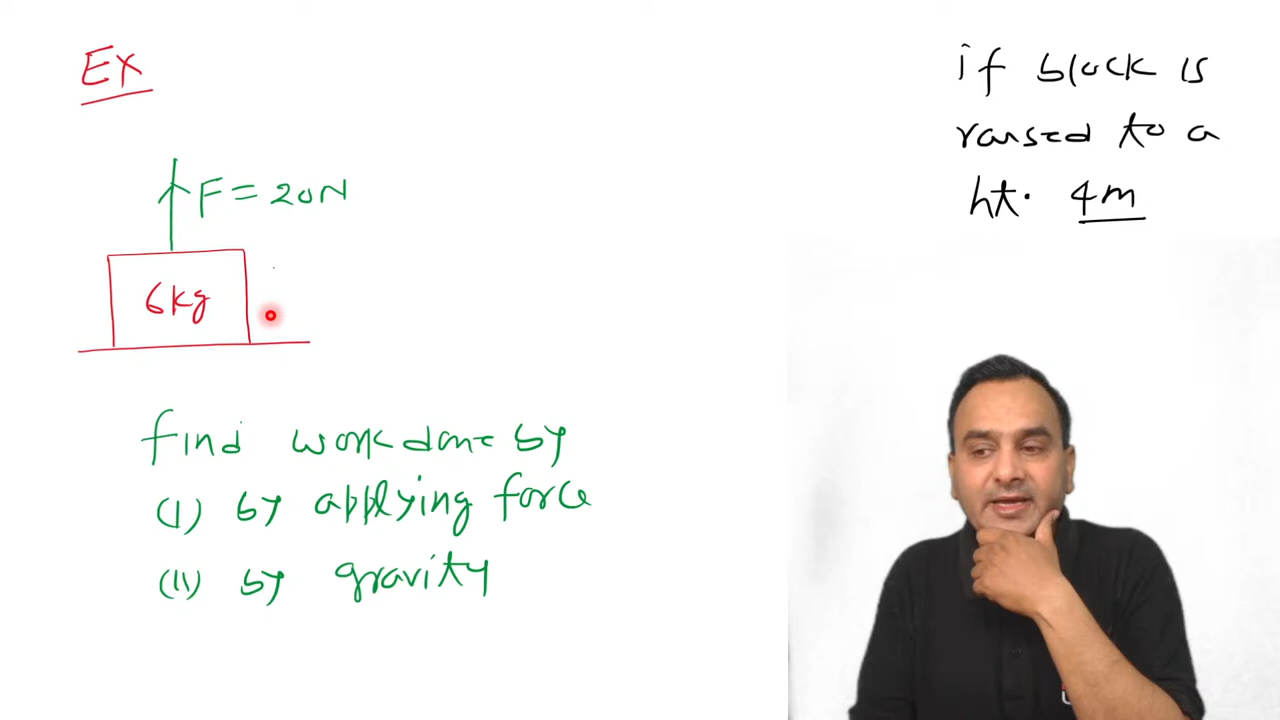 Ex
if block is
raised to a
ht. 4m
F = 20N
6kg
find work done by
(I) by applying force
(II) by gravity